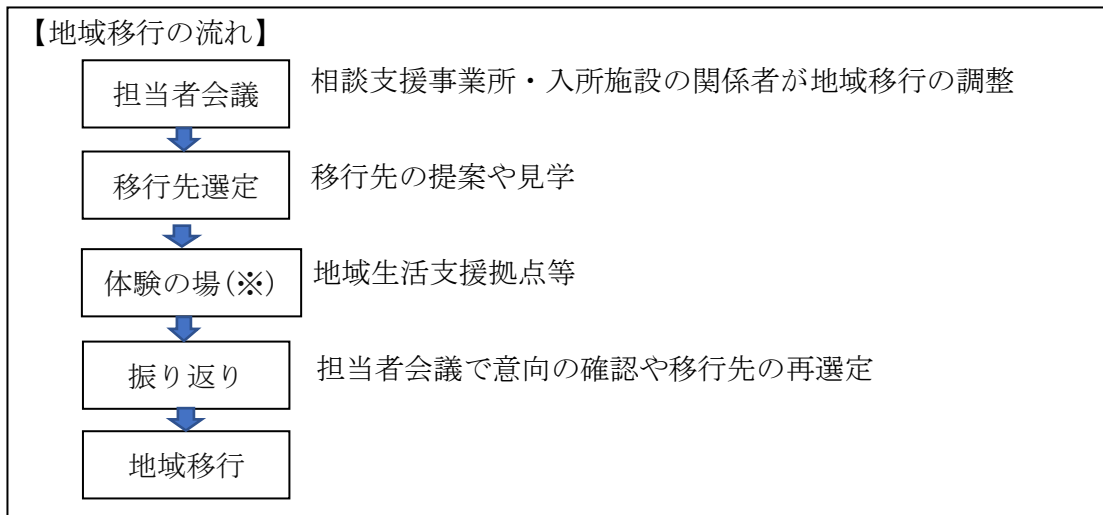 【地域移行の流れ】
担当者会議 相談支援事業所・入所施設の関係者が地域移行の調整
移行先選定 移行先の提案や見学
体験の場(※) 地域生活支援拠点等
振り返り 担当者会議で意向の確認や移行先の再選定
地域移行